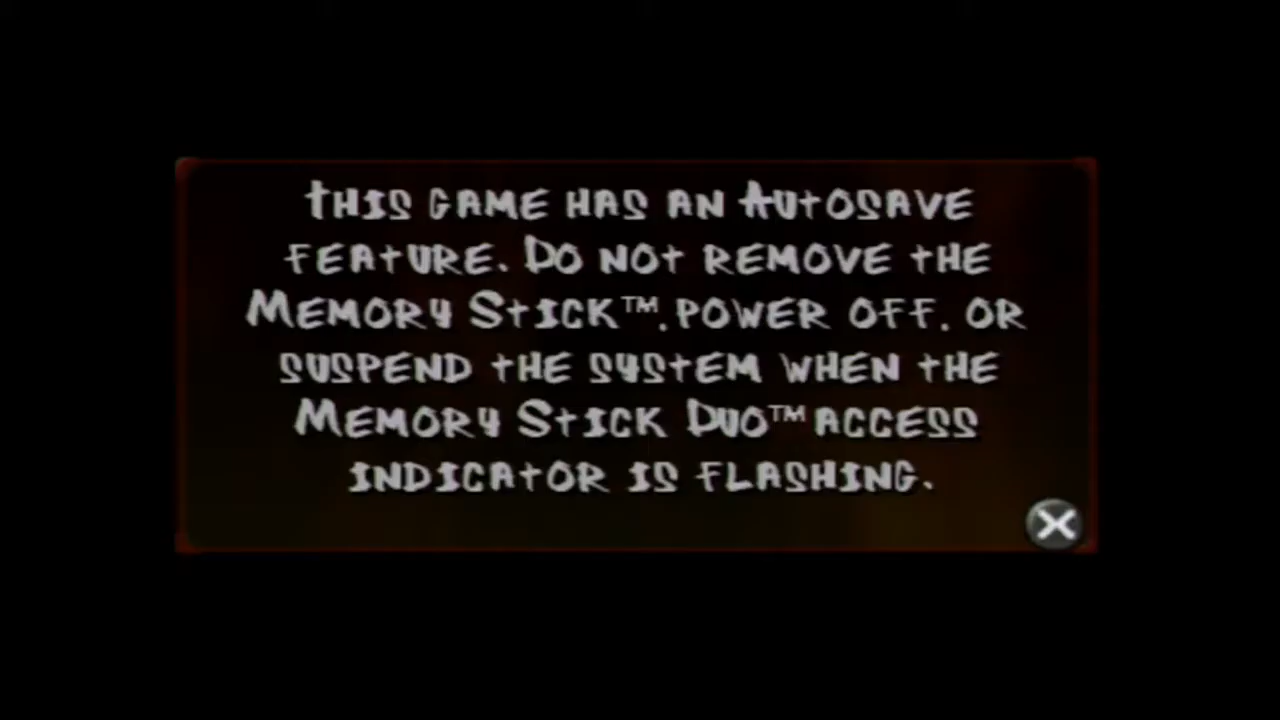 This game has an Autosave
feature. Do not remove the
Memory Stick™, power off, or
suspend the system when the
Memory Stick Duo™ access
indicator is flashing.